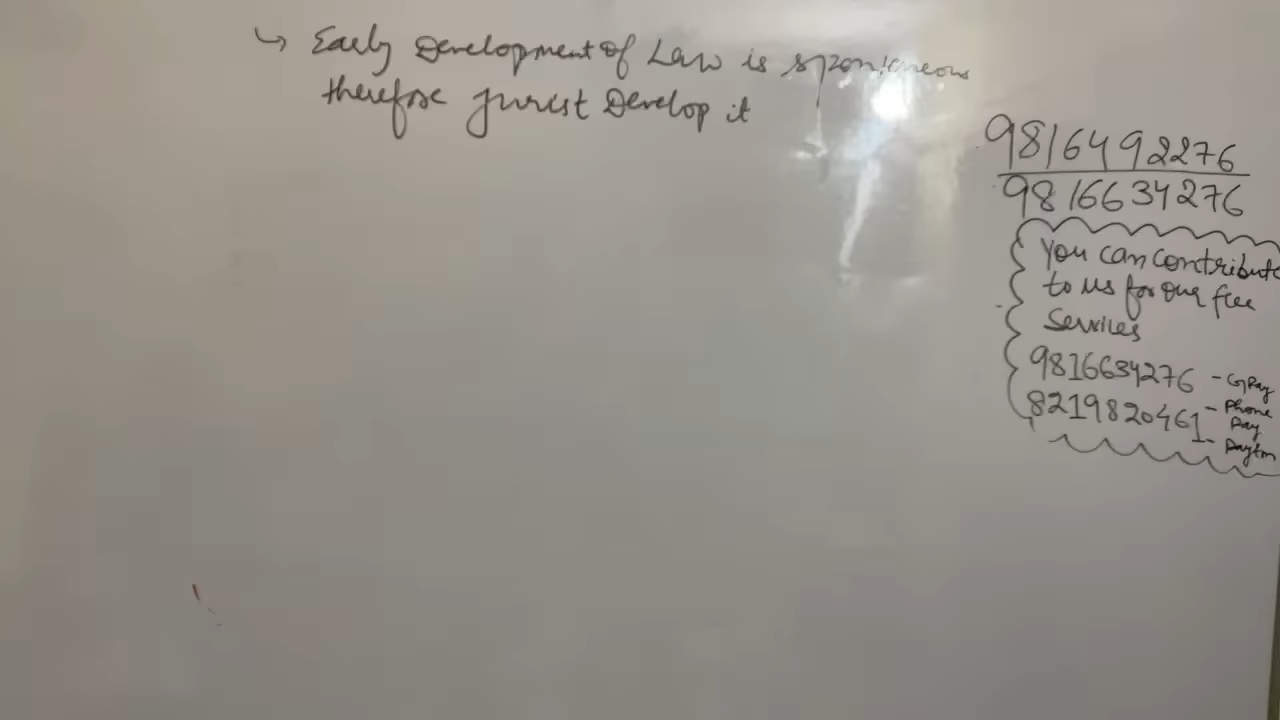 ↳ Early Development of Law is spontaneous
therefore jurist Develop it
9816492276
9816634276
You can contribute
to us for our free
Services
9816634276 - G Pay
8219820461 - Phone
Pay
- Paytm